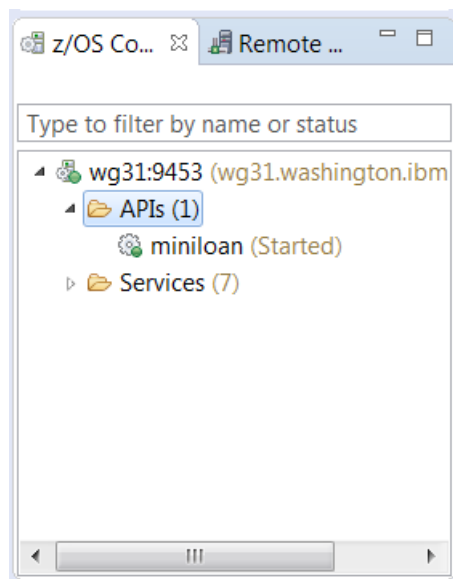 z/OS Co... Remote ...
Type to filter by name or status
wg31:9453 (wg31.washington.ibm
APIs (1)
miniloan (Started)
Services (7)